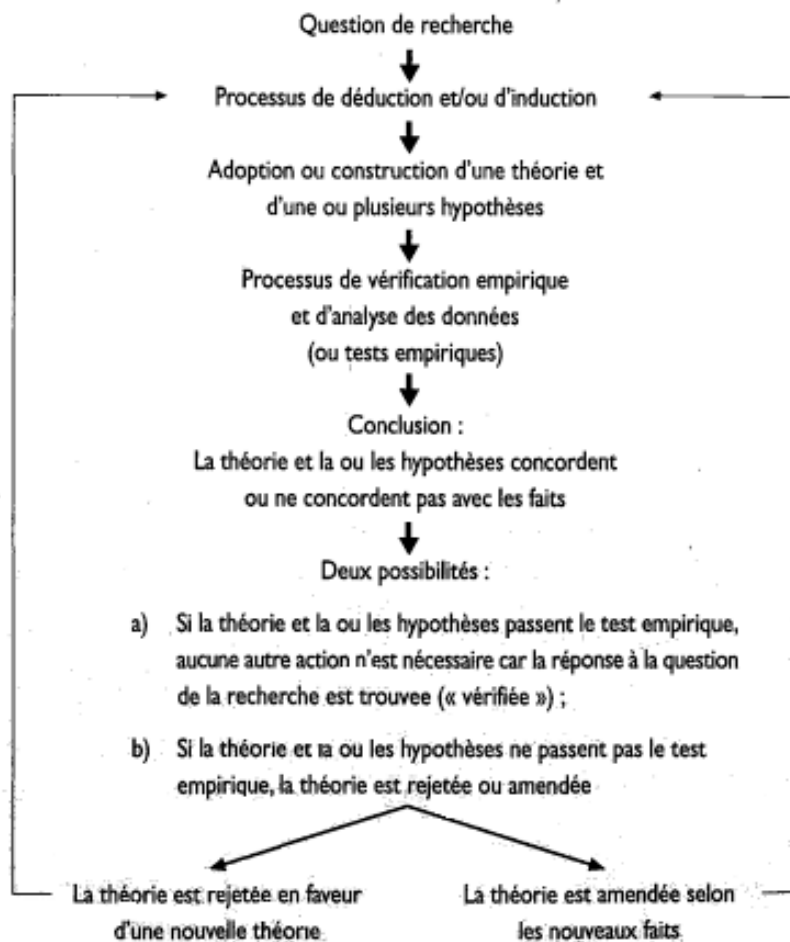 Question de recherche
Processus de déduction et/ou d'induction
Adoption ou construction d'une théorie et
d'une ou plusieurs hypothèses
Processus de vérification empirique
et d'analyse des données
(ou tests empiriques)
Conclusion :
La théorie et la ou les hypothèses concordent
ou ne concordent pas avec les faits
Deux possibilités :
a) Si la théorie et la ou les hypothèses passent le test empirique,
aucune autre action n'est nécessaire car la réponse à la question
de la recherche est trouvee (« vérifiée ») ;
b) Si la théorie et la ou les hypothèses ne passent pas le test
empirique, la théorie est rejetée ou amendée
La théorie est rejetée en faveur
d'une nouvelle théorie
La théorie est amendée selon
les nouveaux faits